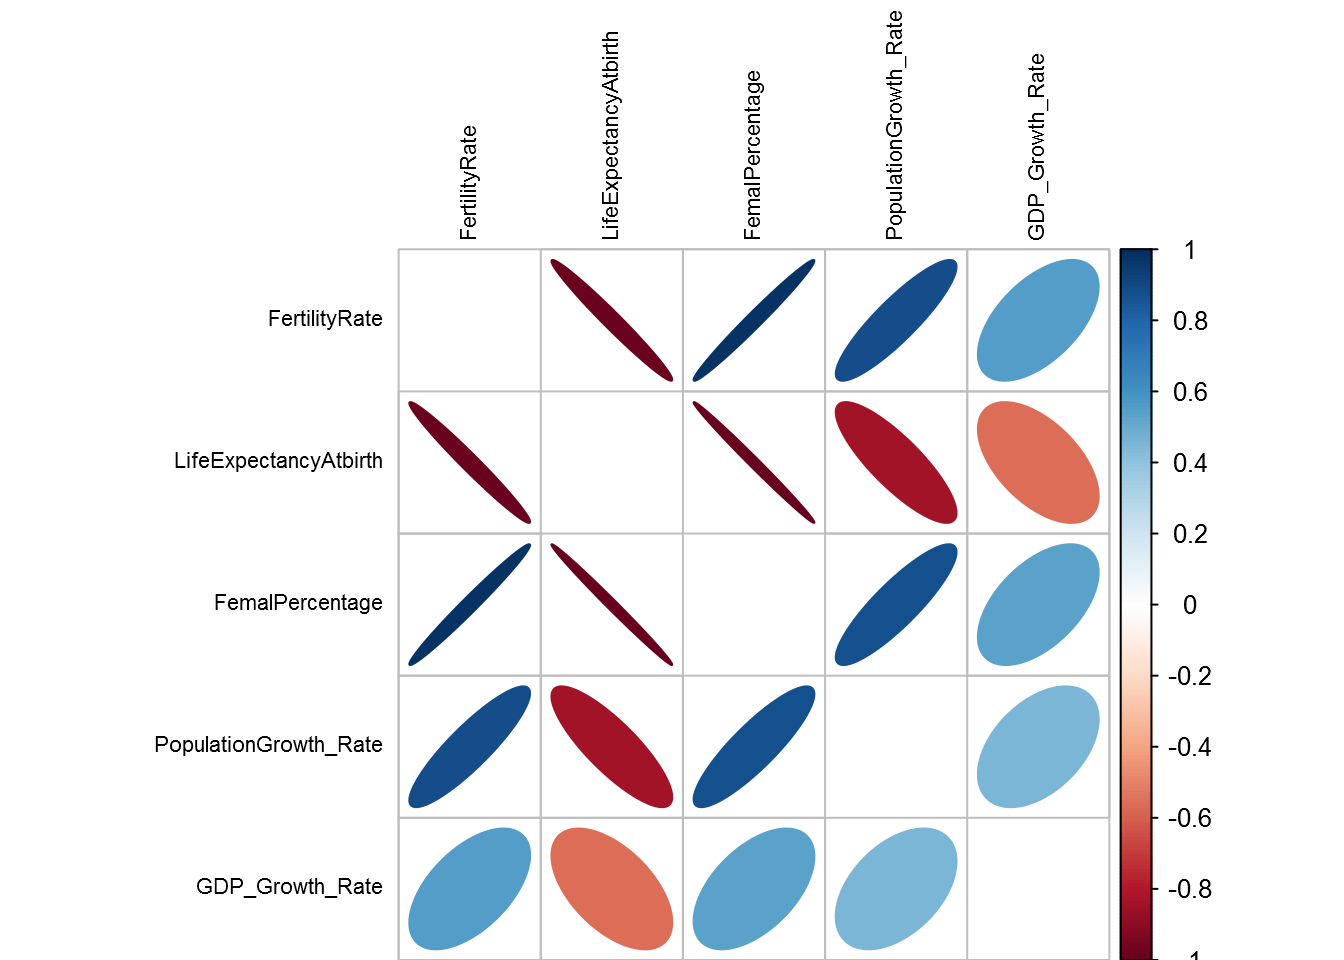 FertilityRate
LifeExpectancyAtbirth
FemalPercentage
PopulationGrowth_Rate
GDP_Growth_Rate
FertilityRate
LifeExpectancyAtbirth
FemalPercentage
PopulationGrowth_Rate
GDP_Growth_Rate
1
0.8
0.6
0.4
0.2
0
-0.2
-0.4
-0.6
-0.8
-1